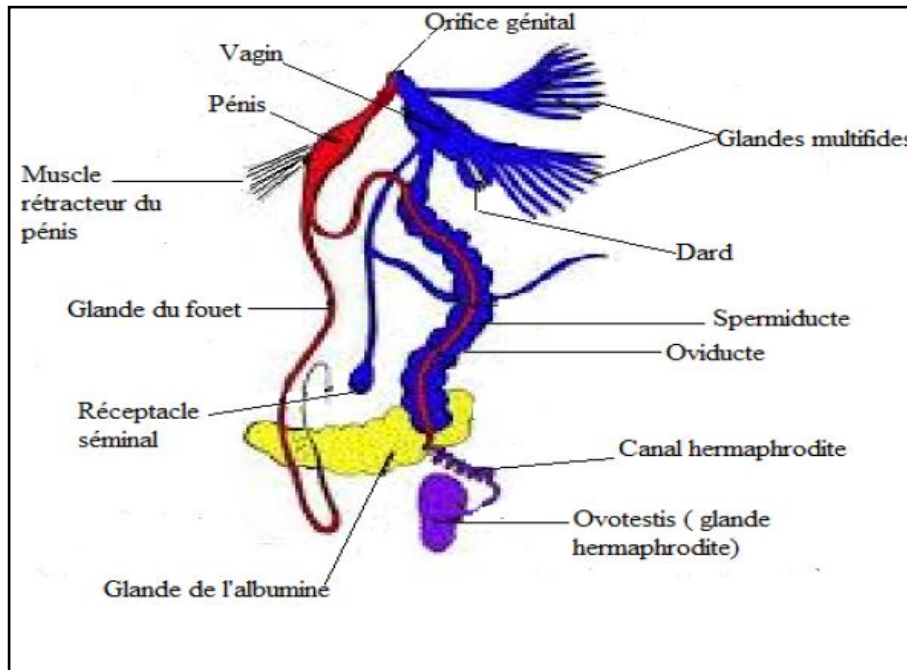 Orifice génital
Vagin
Pénis
Glandes multifides
Muscle
rétracteur du
pénis
Dard
Glande du fouet
Spermiducte
Oviducte
Réceptacle
séminal
Canal hermaphrodite
Ovotestis ( glande
hermaphrodite)
Glande de l'albumine